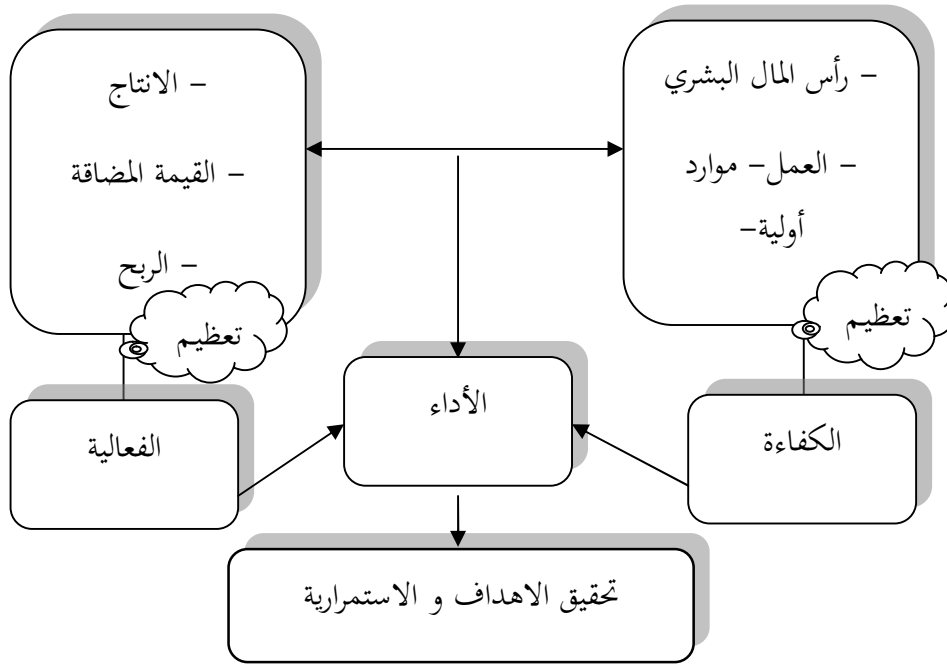 – رأس المال البشري
– العمل– موارد
أولية–
تعظيم
– الانتاج
– القيمة المضاقة
– الربح
تعظيم
الأداء
الكفاءة
الفعالية
تحقيق الاهداف و الاستمرارية